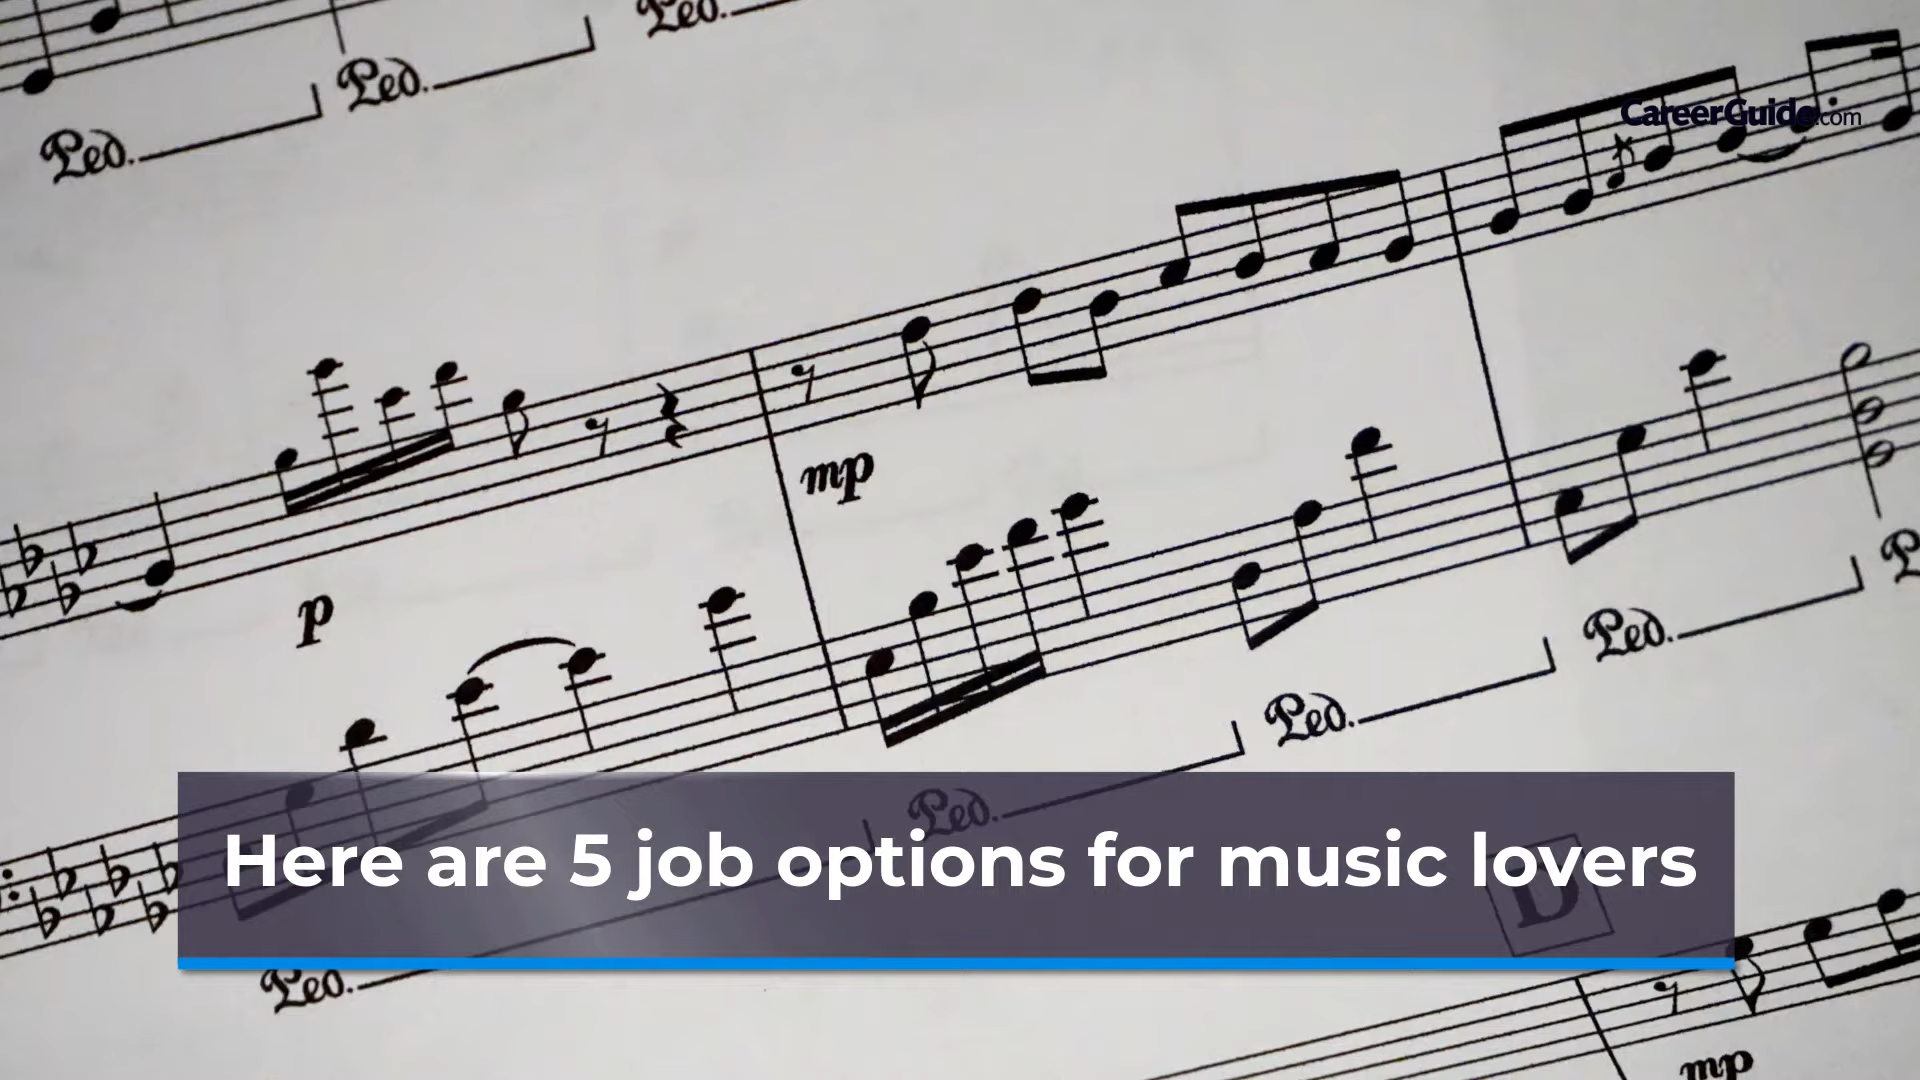 Ped.
Ped.
Ped.
CareerGuide.com
mp
p
Ped.
Ped.
Ped.
Here are 5 job options for music lovers
D
Ped.
mp